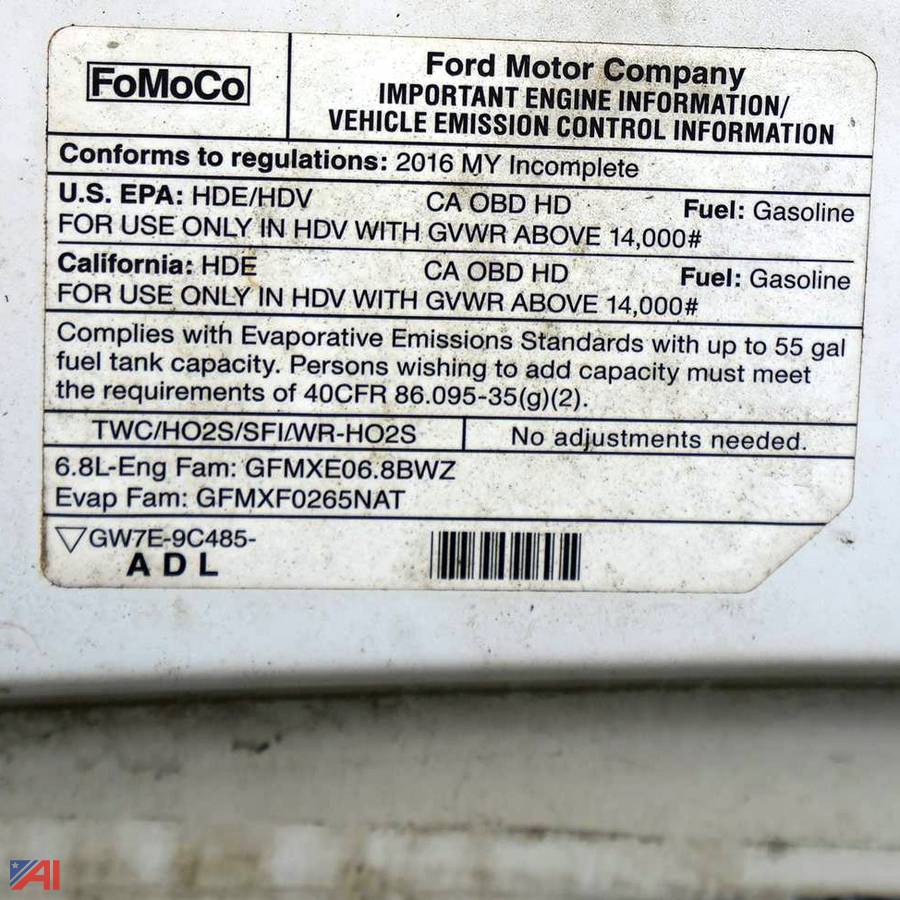 FoMoCo
Ford Motor Company
IMPORTANT ENGINE INFORMATION/
VEHICLE EMISSION CONTROL INFORMATION
Conforms to regulations: 2016 MY Incomplete
U.S. EPA: HDE/HDV CA OBD HD Fuel: Gasoline
FOR USE ONLY IN HDV WITH GVWR ABOVE 14,000#
California: HDE CA OBD HD Fuel: Gasoline
FOR USE ONLY IN HDV WITH GVWR ABOVE 14,000#
Complies with Evaporative Emissions Standards with up to 55 gal
fuel tank capacity. Persons wishing to add capacity must meet
the requirements of 40CFR 86.095-35(g)(2).
TWC/HO2S/SFI/WR-HO2S No adjustments needed.
6.8L-Eng Fam: GFMXE06.8BWZ
Evap Fam: GFMXF0265NAT
GW7E-9C485-
ADL
AI